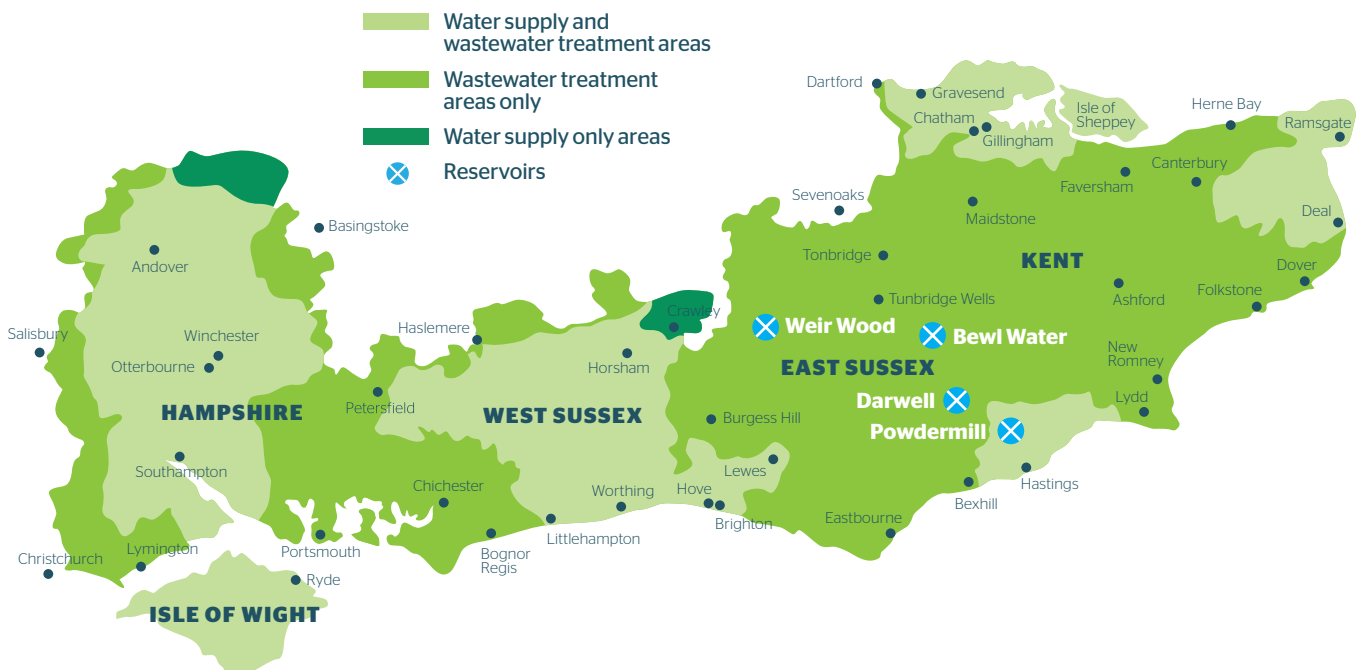 Water supply and
wastewater treatment areas
Wastewater treatment
areas only
Water supply only areas
Reservoirs
Dartford
Gravesend
Chatham
Gillingham
Isle of
Sheppey
Herne Bay
Ramsgate
Canterbury
Faversham
Sevenoaks
Maidstone
Deal
Basingstoke
Andover
Tonbridge
KENT
Dover
Ashford
Folkstone
Tunbridge Wells
Crawley
Haslemere
Weir Wood
Bewl Water
Salisbury
Winchester
Otterbourne
Horsham
EAST SUSSEX
New
Romney
Lydd
HAMPSHIRE
Petersfield
WEST SUSSEX
Burgess Hill
Darwell
Powdermill
Southampton
Lewes
Chichester
Worthing
Hove
Brighton
Hastings
Bexhill
Eastbourne
Littlehampton
Bognor
Regis
Portsmouth
Lymington
Christchurch
Ryde
ISLE OF WIGHT